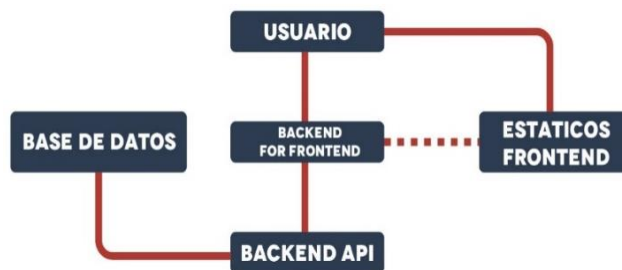 USUARIO
BASE DE DATOS
BACKEND
FOR FRONTEND
ESTATICOS
FRONTEND
BACKEND API